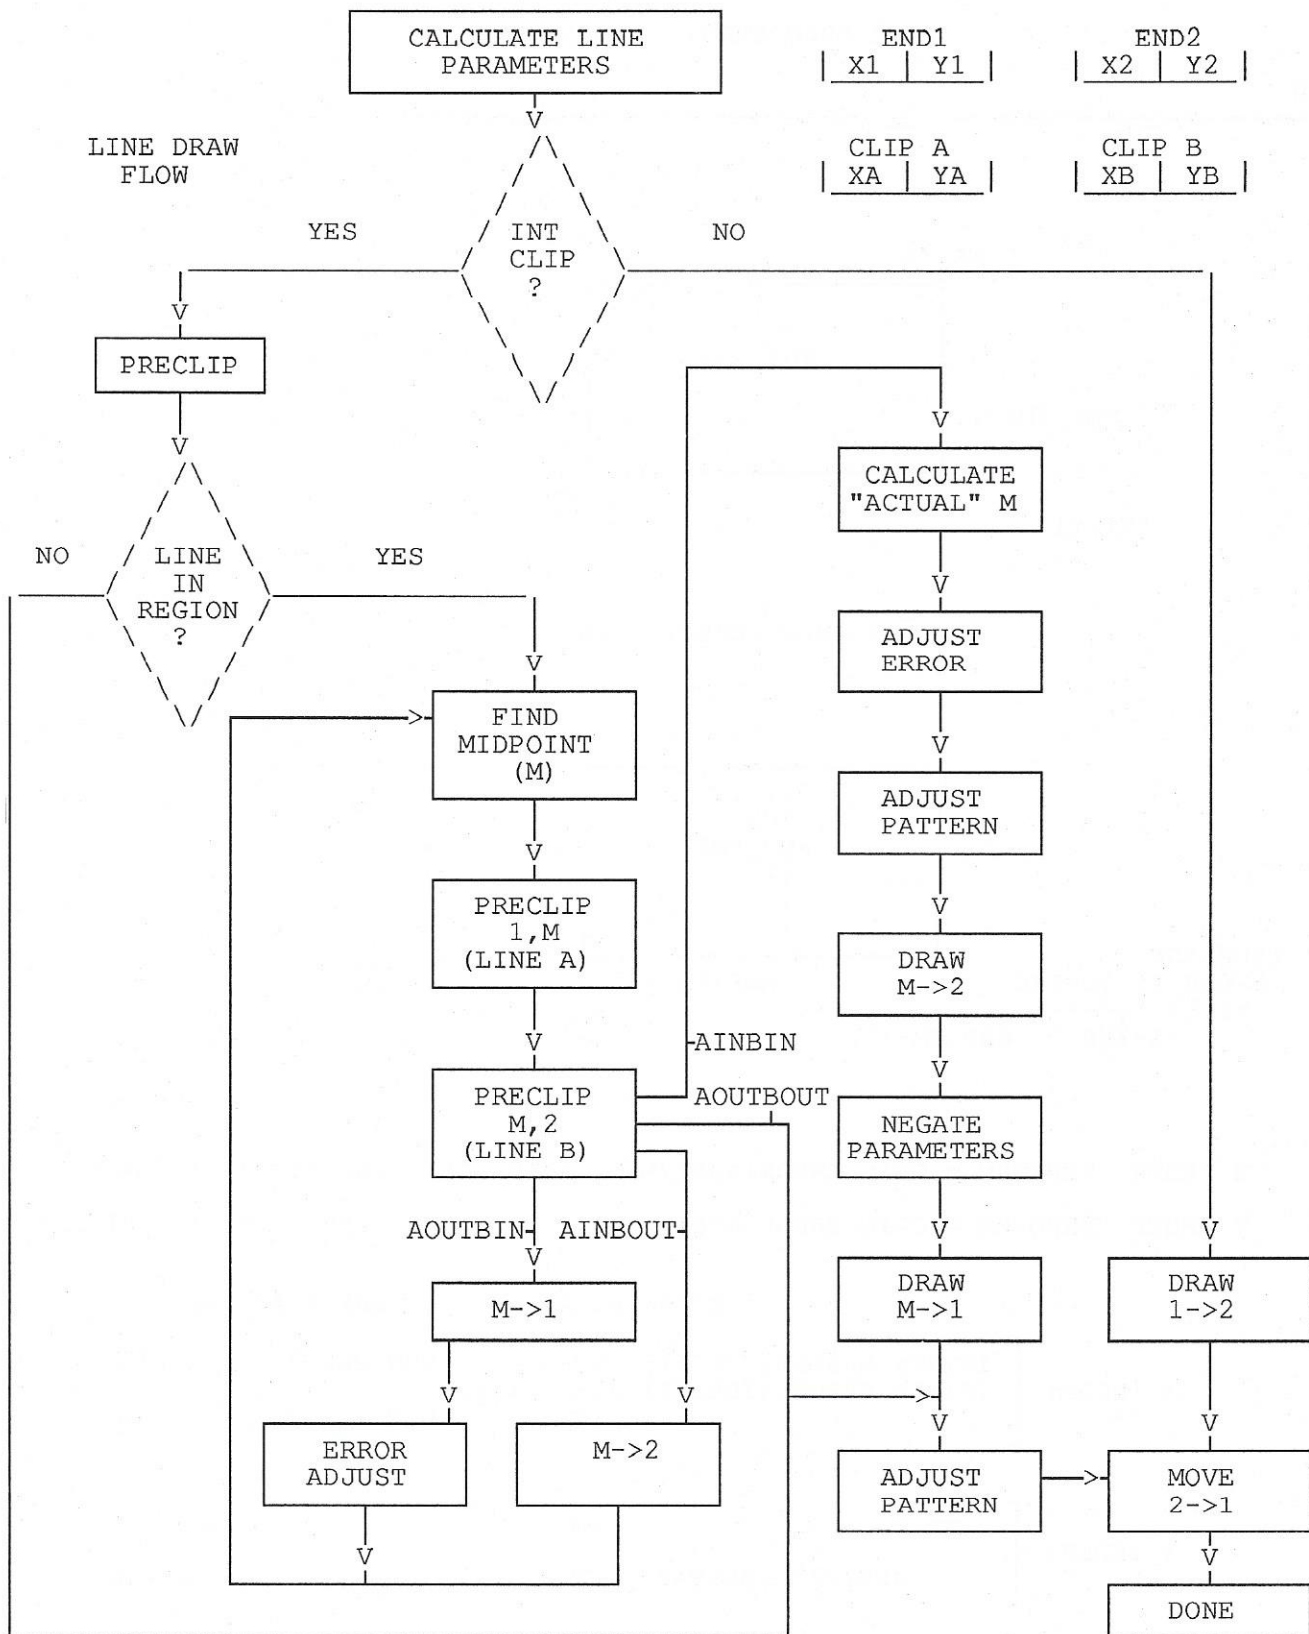 CALCULATE LINE
PARAMETERS
END1
X1 Y1
END2
X2 Y2
CLIP A
XA YA
CLIP B
XB YB
LINE DRAW
FLOW
INT
CLIP
?
YES
NO
PRECLIP
LINE
IN
REGION
?
NO
YES
FIND
MIDPOINT
(M)
PRECLIP
1,M
(LINE A)
PRECLIP
M,2
(LINE B)
AINBIN
AOUTBOUT
AOUTBIN
AINBOUT
M->1
ERROR
ADJUST
M->2
CALCULATE
"ACTUAL" M
ADJUST
ERROR
ADJUST
PATTERN
DRAW
M->2
NEGATE
PARAMETERS
DRAW
M->1
ADJUST
PATTERN
DRAW
1->2
MOVE
2->1
DONE